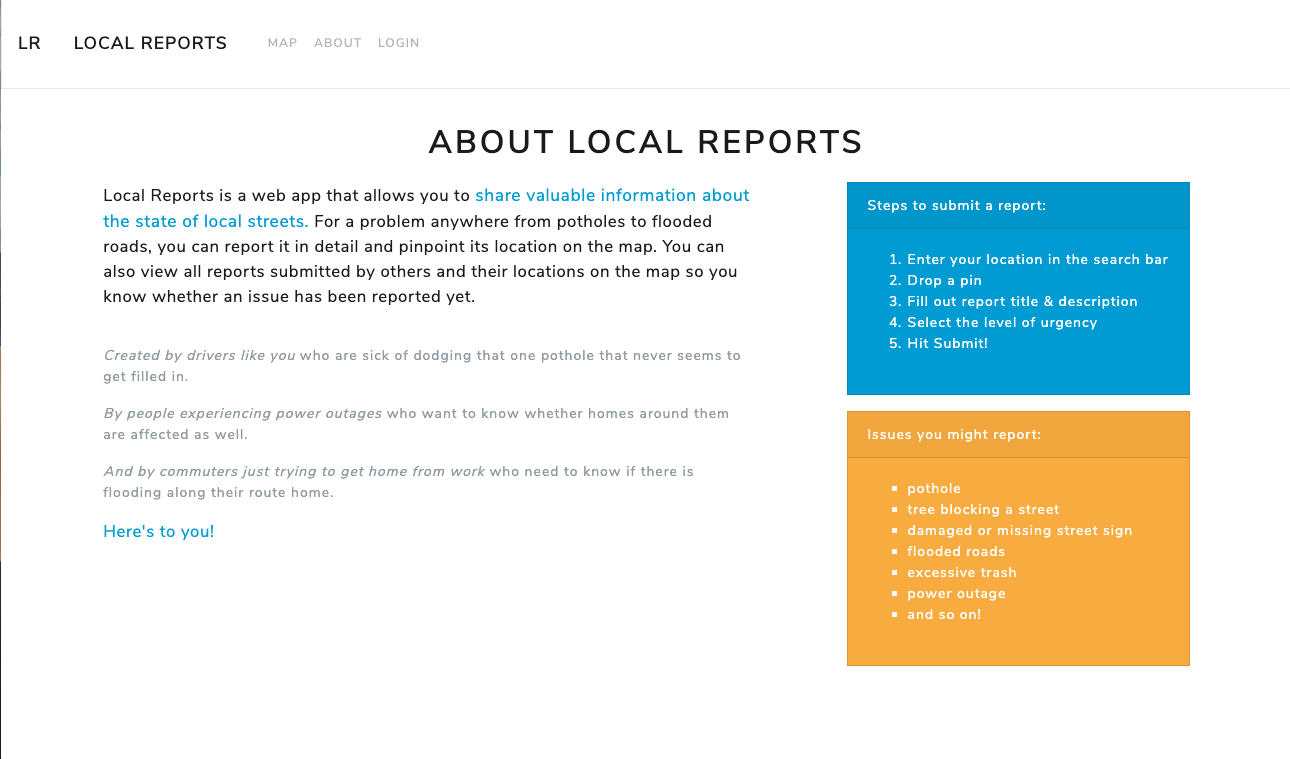 LR LOCAL REPORTS MAP ABOUT LOGIN
ABOUT LOCAL REPORTS
Local Reports is a web app that allows you to share valuable information about
the state of local streets. For a problem anywhere from potholes to flooded
roads, you can report it in detail and pinpoint its location on the map. You can
also view all reports submitted by others and their locations on the map so you
know whether an issue has been reported yet.
Created by drivers like you who are sick of dodging that one pothole that never seems to
get filled in.
By people experiencing power outages who want to know whether homes around them
are affected as well.
And by commuters just trying to get home from work who need to know if there is
flooding along their route home.
Here's to you!
Steps to submit a report:
1. Enter your location in the search bar
2. Drop a pin
3. Fill out report title & description
4. Select the level of urgency
5. Hit Submit!
Issues you might report:
▪ pothole
▪ tree blocking a street
▪ damaged or missing street sign
▪ flooded roads
▪ excessive trash
▪ power outage
▪ and so on!